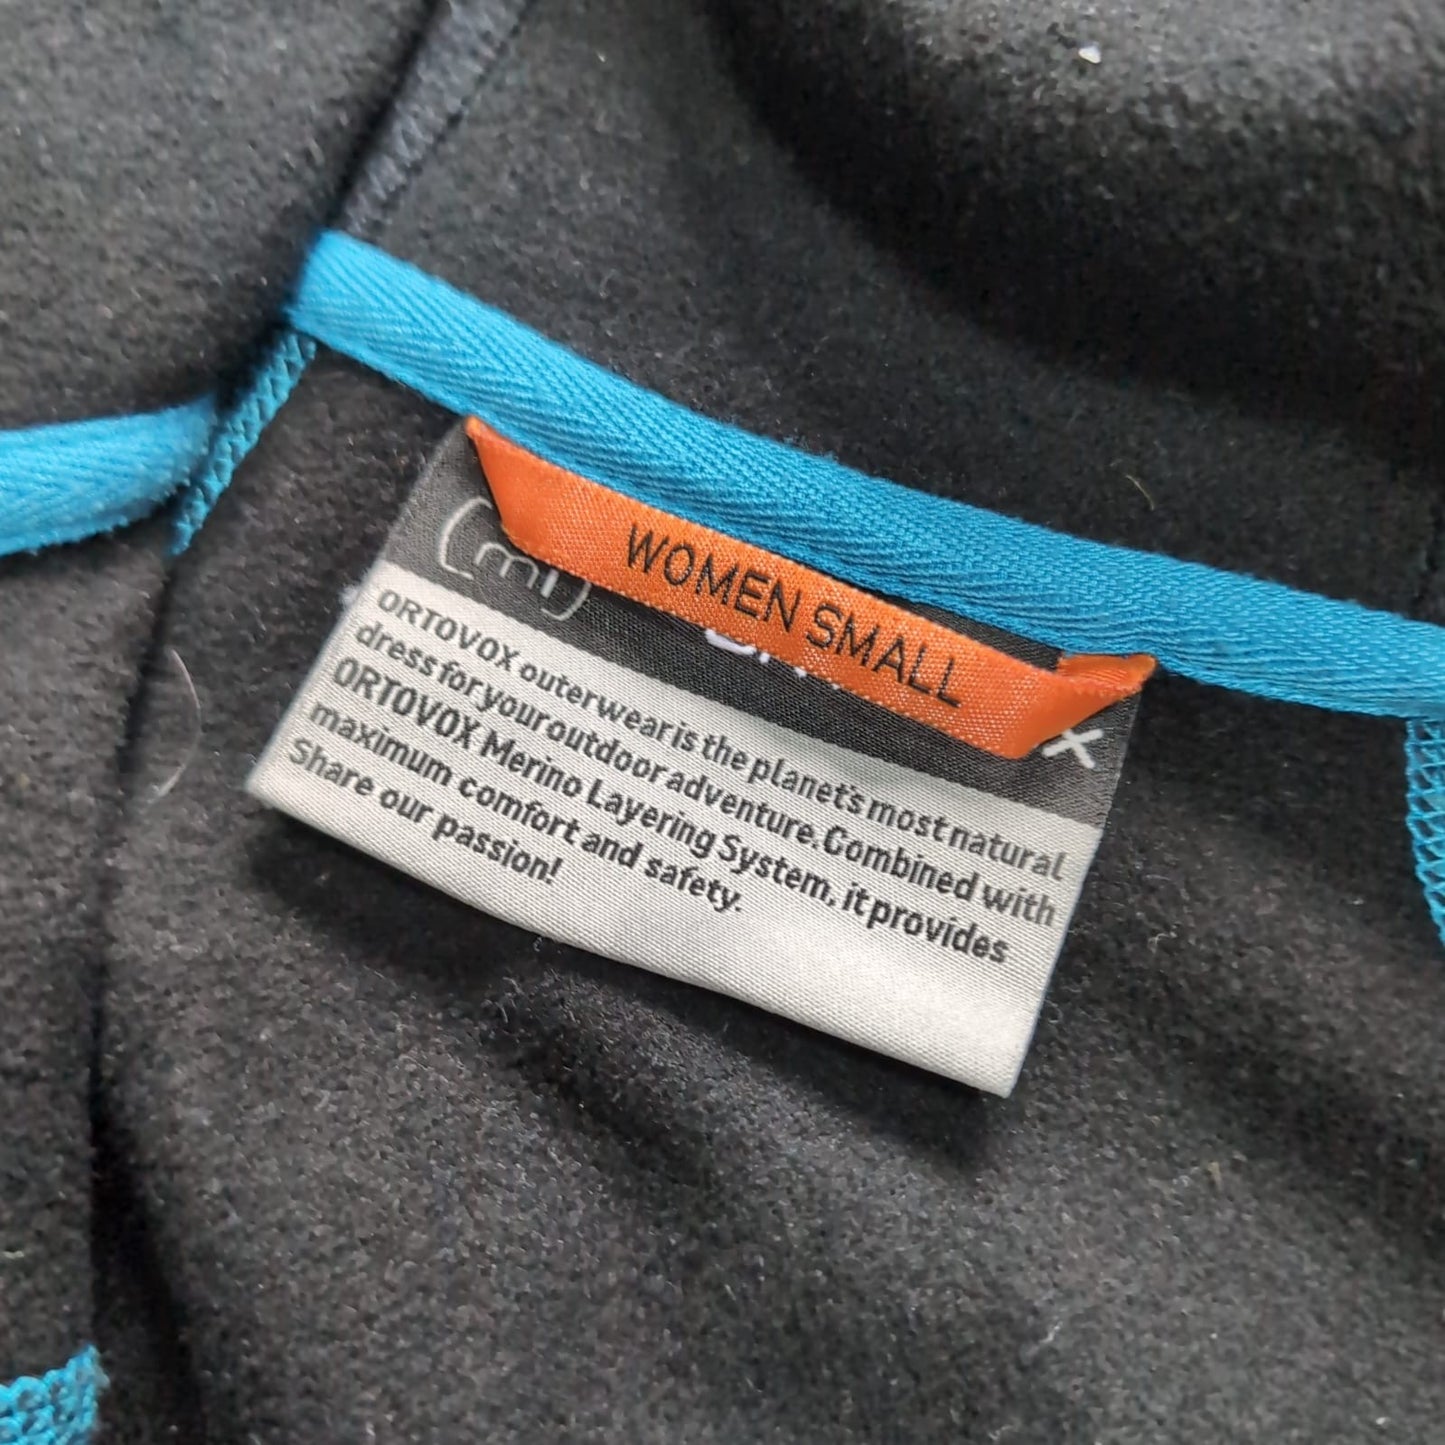 WOMEN SMALL
(m)
ORTOVOX outerwear is the planet's most natural
dress for your outdoor adventure. Combined with
ORTOVOX Merino Layering System, it provides
maximum comfort and safety.
Share our passion!